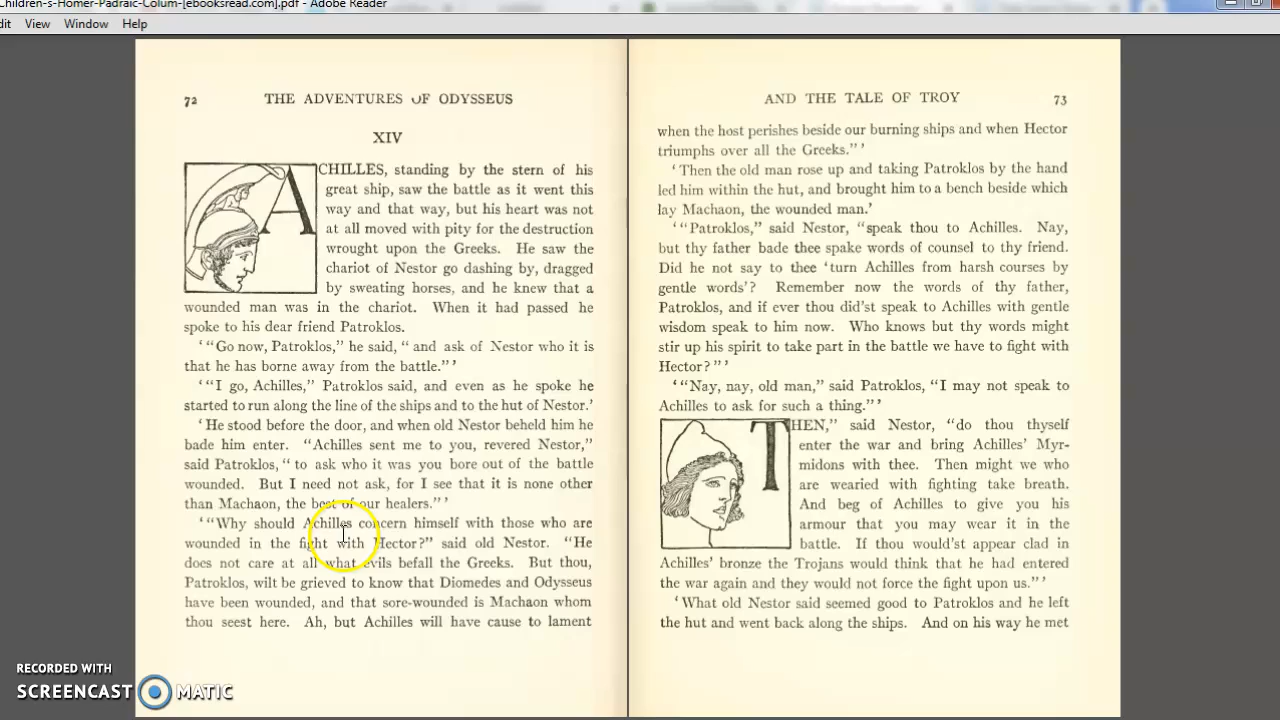 Children-s-Homer-Padraic-Colum-[ebooksread.com].pdf - Adobe Reader
dit View Window Help
72 THE ADVENTURES OF ODYSSEUS
XIV
ACHILLES, standing by the stern of his
great ship, saw the battle as it went this
way and that way, but his heart was not
at all moved with pity for the destruction
wrought upon the Greeks. He saw the
chariot of Nestor go dashing by, dragged
by sweating horses, and he knew that a
wounded man was in the chariot. When it had passed he
spoke to his dear friend Patroklos.
‘“Go now, Patroklos,” he said, “ and ask of Nestor who it is
that he has borne away from the battle.”’
‘“I go, Achilles,” Patroklos said, and even as he spoke he
started to run along the line of the ships and to the hut of Nestor.’
‘He stood before the door, and when old Nestor beheld him he
bade him enter. “Achilles sent me to you, revered Nestor,”
said Patroklos, “ to ask who it was you bore out of the battle
wounded. But I need not ask, for I see that it is none other
than Machaon, the best of our healers.”’
‘“Why should Achilles concern himself with those who are
wounded in the fight with Hector?” said old Nestor. “He
does not care at all what evils befall the Greeks. But thou,
Patroklos, wilt be grieved to know that Diomedes and Odysseus
have been wounded, and that sore-wounded is Machaon whom
thou seest here. Ah, but Achilles will have cause to lament
AND THE TALE OF TROY 73
when the host perishes beside our burning ships and when Hector
triumphs over all the Greeks.”’
‘Then the old man rose up and taking Patroklos by the hand
led him within the hut, and brought him to a bench beside which
lay Machaon, the wounded man.’
‘“Patroklos,” said Nestor, “speak thou to Achilles. Nay,
but thy father bade thee spake words of counsel to thy friend.
Did he not say to thee ‘turn Achilles from harsh courses by
gentle words’? Remember now the words of thy father,
Patroklos, and if ever thou did’st speak to Achilles with gentle
wisdom speak to him now. Who knows but thy words might
stir up his spirit to take part in the battle we have to fight with
Hector?”’
‘“Nay, nay, old man,” said Patroklos, “I may not speak to
Achilles to ask for such a thing.”’
THEN,” said Nestor, “do thou thyself
enter the war and bring Achilles’ Myr-
midons with thee. Then might we who
are wearied with fighting take breath.
And beg of Achilles to give you his
armour that you may wear it in the
battle. If thou would’st appear clad in
Achilles’ bronze the Trojans would think that he had entered
the war again and they would not force the fight upon us.”’
‘What old Nestor said seemed good to Patroklos and he left
the hut and went back along the ships. And on his way he met
RECORDED WITH
SCREENCAST MATIC